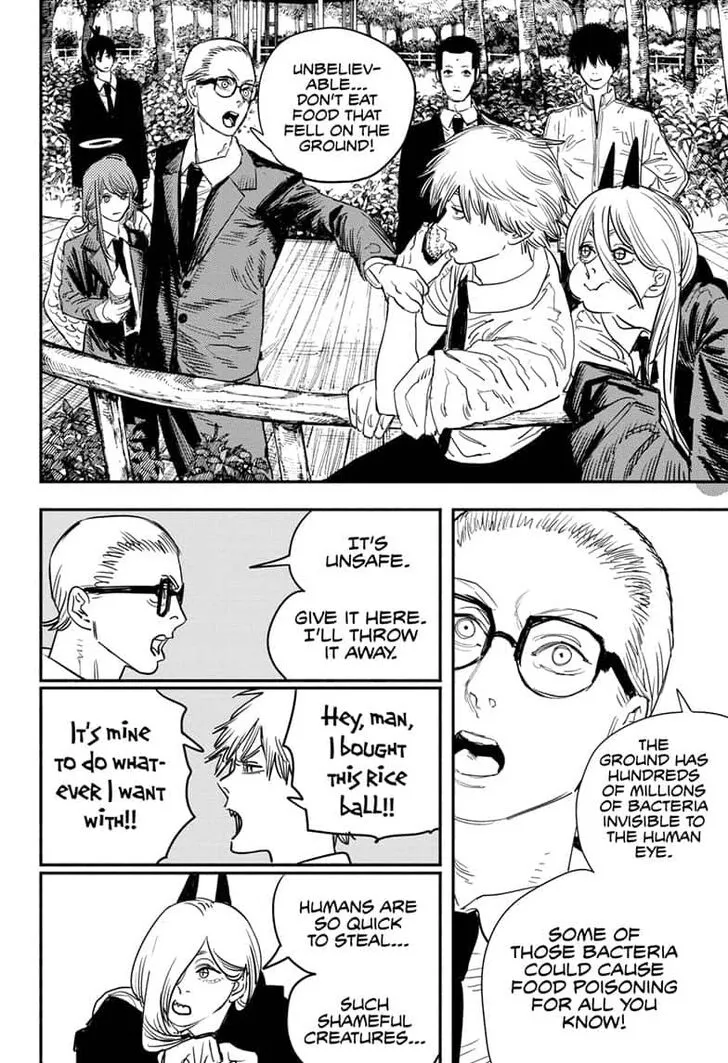 UNBELIEV-
ABLE...
DON'T EAT
FOOD THAT
FELL ON THE
GROUND!
THE
GROUND HAS
HUNDREDS
OF MILLIONS
OF BACTERIA
INVISIBLE TO
THE HUMAN
EYE.
SOME OF
THOSE BACTERIA
COULD CAUSE
FOOD POISONING
FOR ALL YOU
KNOW!
IT'S
UNSAFE.
GIVE IT HERE.
I'LL THROW
IT AWAY.
Hey, man,
I bought
this rice
ball!!
It's mine
to do what-
ever I want
with!!
HUMANS ARE
SO QUICK
TO STEAL...
SUCH
SHAMEFUL
CREATURES...